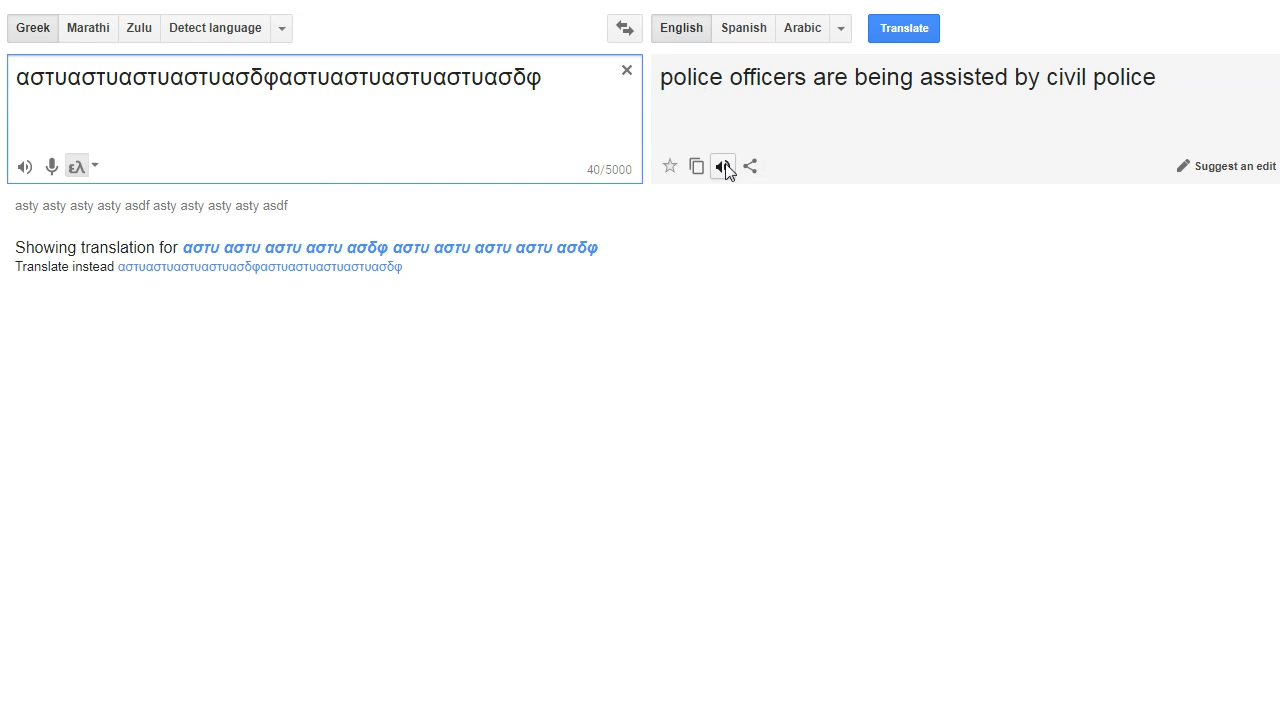 Greek Marathi Zulu Detect language English Spanish Arabic Translate
αστυαστυαστυαστυασδφαστυαστυαστυαστυασδφ police officers are being assisted by civil police
ελ 40/5000 Suggest an edit
asty asty asty asty asdf asty asty asty asty asdf
Showing translation for αστυ αστυ αστυ αστυ ασδφ αστυ αστυ αστυ αστυ ασδφ
Translate instead αστυαστυαστυαστυασδφαστυαστυαστυαστυασδφ